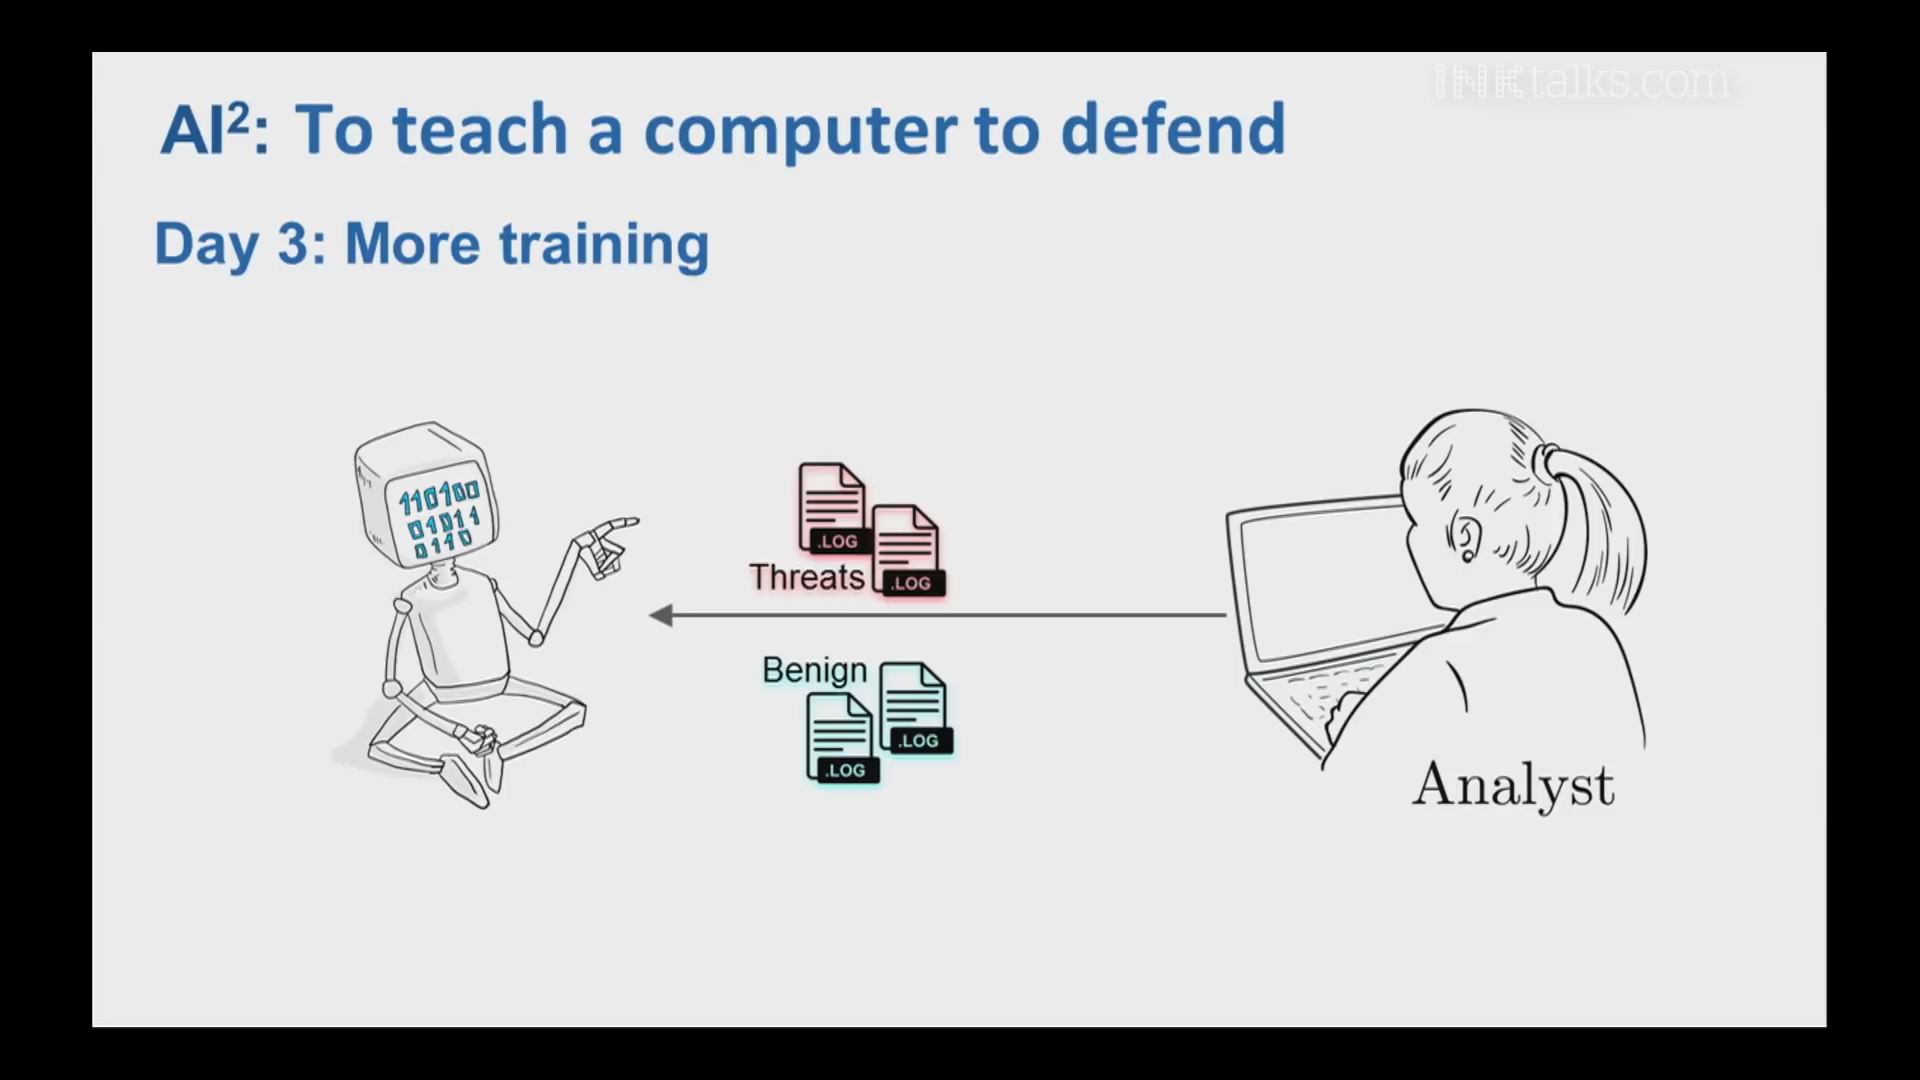 INKtalks.com
AI²: To teach a computer to defend
Day 3: More training
110100
01011
0110
.LOG
Threats
.LOG
Benign
.LOG
.LOG
Analyst